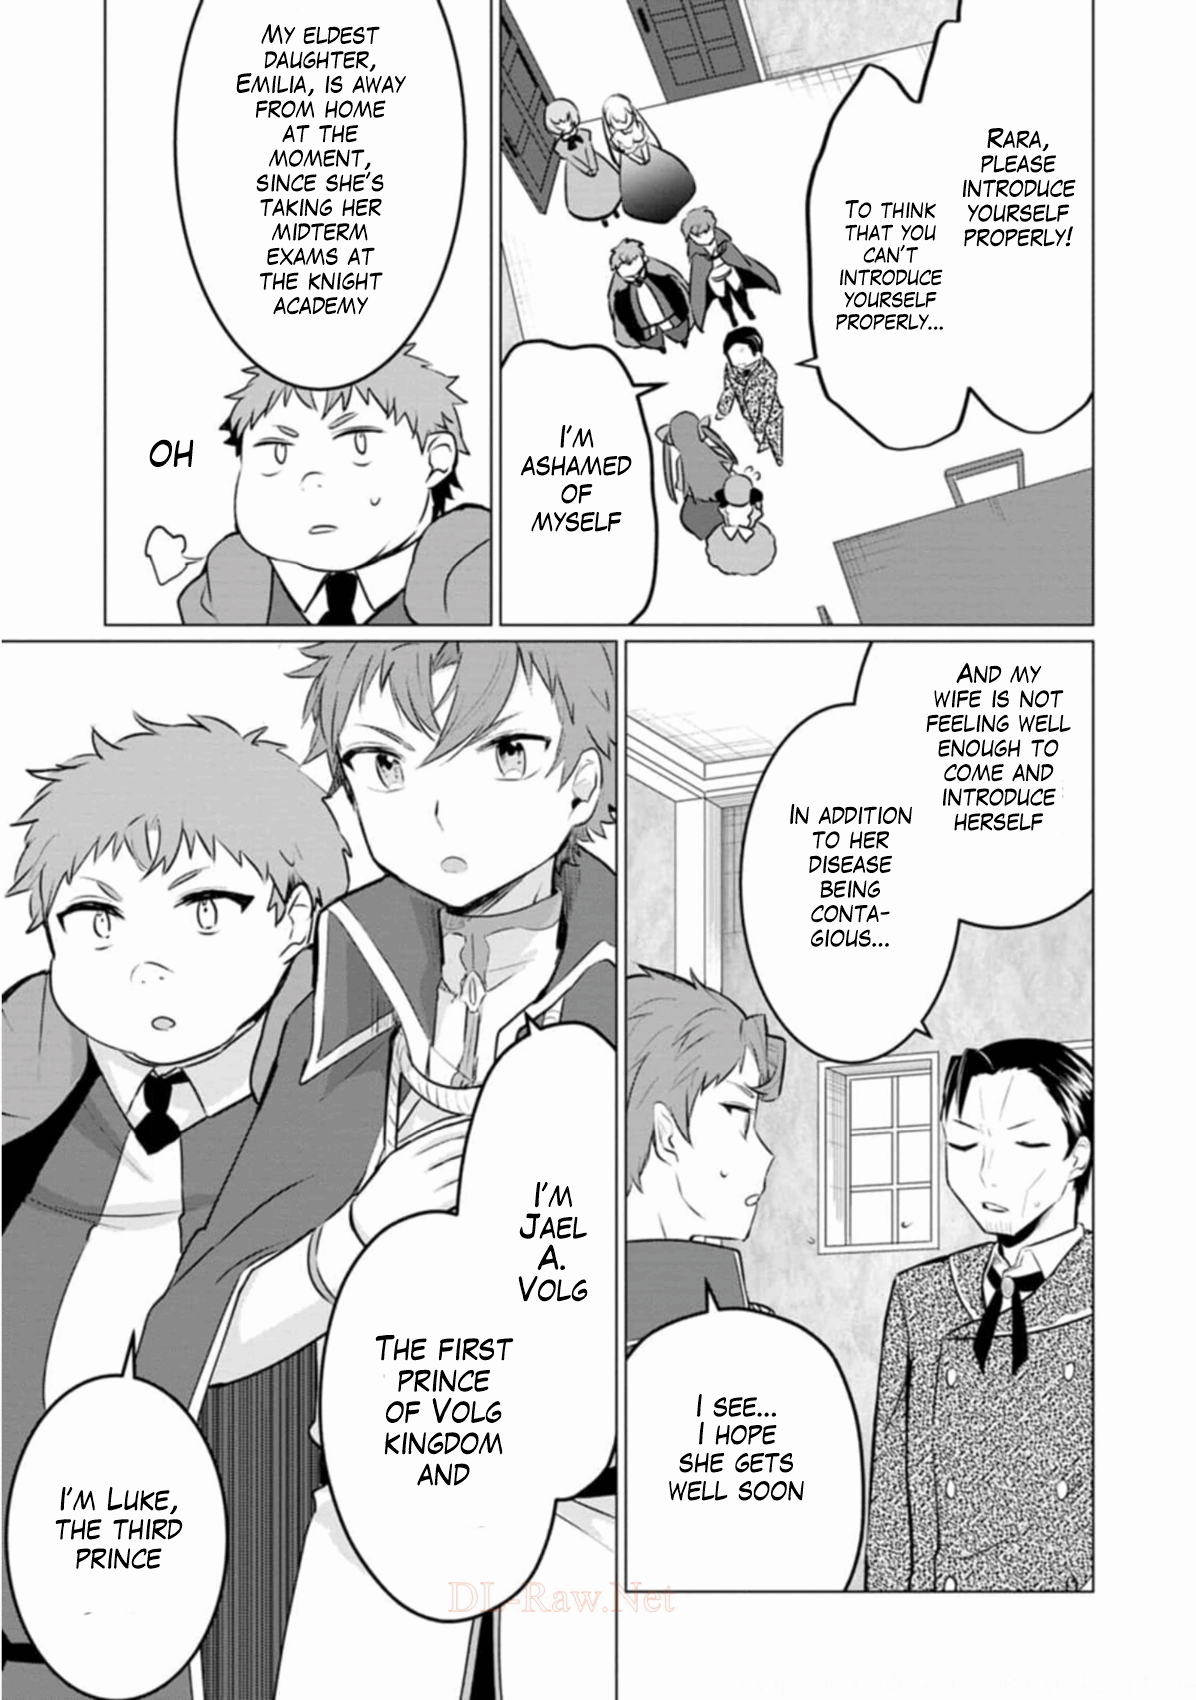 RARA,
PLEASE
INTRODUCE
YOURSELF
PROPERLY!
TO THINK
THAT YOU
CAN'T
INTRODUCE
YOURSELF
PROPERLY...
I'M
ASHAMED
OF
MYSELF
MY ELDEST
DAUGHTER,
EMILIA, IS AWAY
FROM HOME
AT THE
MOMENT,
SINCE SHE'S
TAKING HER
MIDTERM
EXAMS AT
THE KNIGHT
ACADEMY
OH
AND MY
WIFE IS NOT
FEELING WELL
ENOUGH TO
COME AND
INTRODUCE
HERSELF
IN ADDITION
TO HER
DISEASE
BEING
CONTA-
GIOUS...
I SEE...
I HOPE
SHE GETS
WELL SOON
I'M
JAEL
A.
VOLG
THE FIRST
PRINCE
OF VOLG
KINGDOM
AND
I'M LUKE,
THE THIRD
PRINCE
DL-Raw.Net